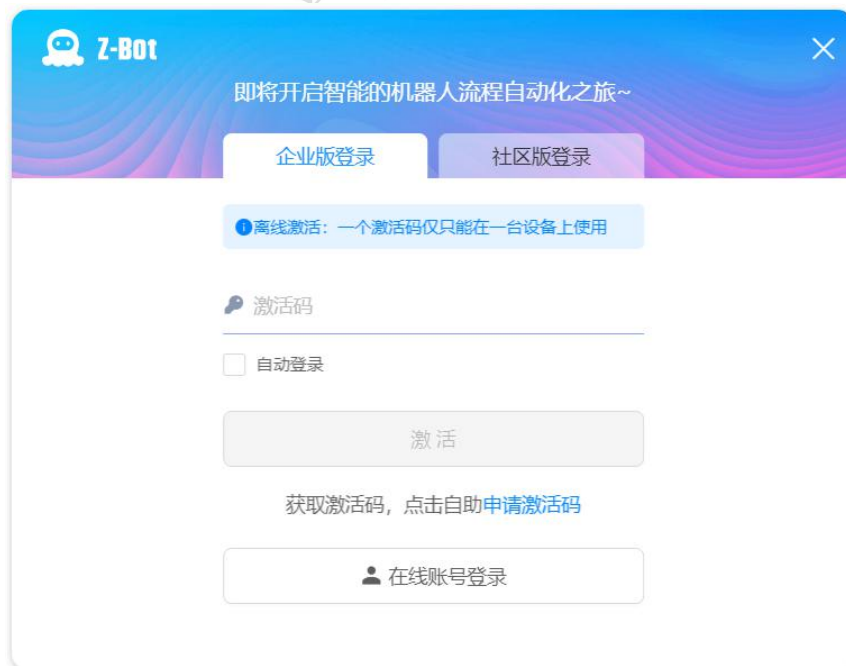 Z-Bot
即将开启智能的机器人流程自动化之旅~
企业版登录
社区版登录
离线激活：一个激活码仅只能在一台设备上使用
激活码
自动登录
激 活
获取激活码，点击自助申请激活码
在线账号登录